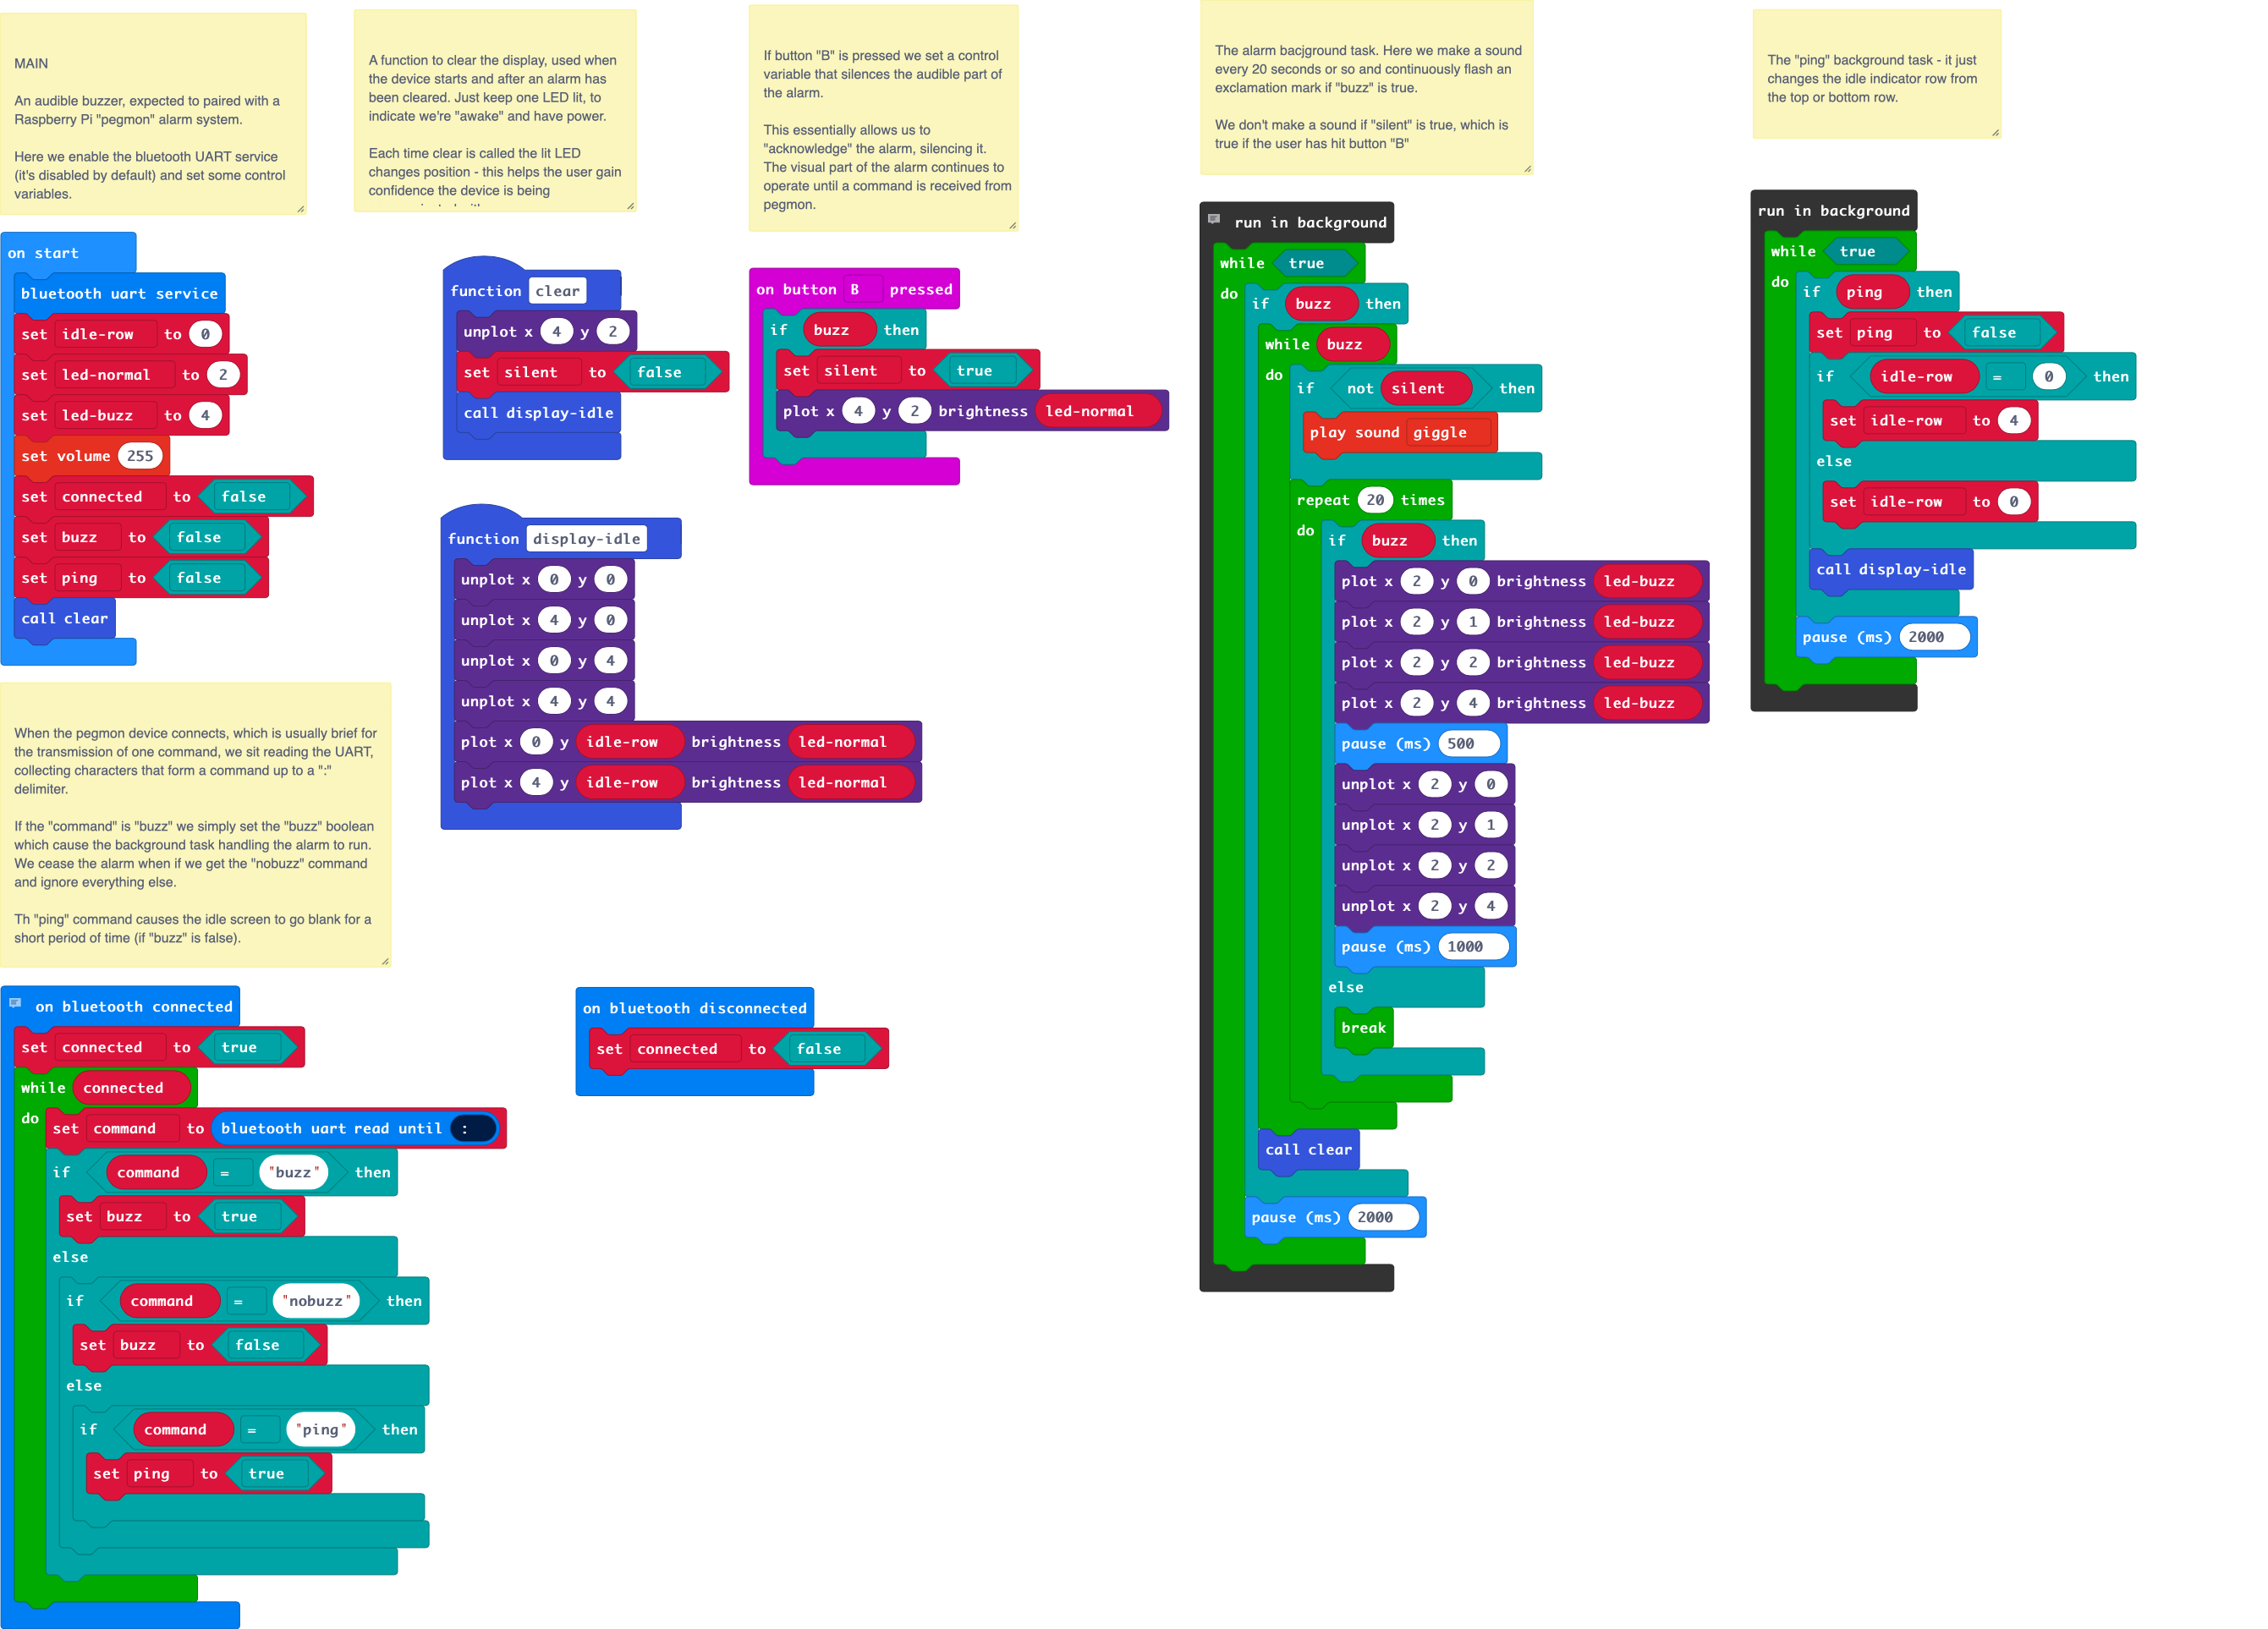 MAIN
An audible buzzer, expected to paired with a
Raspberry Pi "pegmon" alarm system.
Here we enable the bluetooth UART service
(it's disabled by default) and set some control
variables.
on start
bluetooth uart service
set idle-row to 0
set led-normal to 2
set led-buzz to 4
set volume 255
set connected to false
set buzz to false
set ping to false
call clear
When the pegmon device connects, which is usually brief for
the transmission of one command, we sit reading the UART,
collecting characters that form a command up to a ":"
delimiter.
If the "command" is "buzz" we simply set the "buzz" boolean
which cause the background task handling the alarm to run.
We cease the alarm when if we get the "nobuzz" command
and ignore everything else.
Th "ping" command causes the idle screen to go blank for a
short period of time (if "buzz" is false).
on bluetooth connected
set connected to true
while connected
do set command to bluetooth uart read until :
if command = "buzz" then
set buzz to true
else
if command = "nobuzz" then
set buzz to false
else
if command = "ping" then
set ping to true
A function to clear the display, used when
the device starts and after an alarm has
been cleared. Just keep one LED lit, to
indicate we're "awake" and have power.
Each time clear is called the lit LED
changes position - this helps the user gain
confidence the device is being
function clear
unplot x 4 y 2
set silent to false
call display-idle
function display-idle
unplot x 0 y 0
unplot x 4 y 0
unplot x 0 y 4
unplot x 4 y 4
plot x 0 y idle-row brightness led-normal
plot x 4 y idle-row brightness led-normal
on bluetooth disconnected
set connected to false
If button "B" is pressed we set a control
variable that silences the audible part of
the alarm.
This essentially allows us to
"acknowledge" the alarm, silencing it.
The visual part of the alarm continues to
operate until a command is received from
pegmon.
on button B pressed
if buzz then
set silent to true
plot x 4 y 2 brightness led-normal
The alarm bacjground task. Here we make a sound
every 20 seconds or so and continuously flash an
exclamation mark if "buzz" is true.
We don't make a sound if "silent" is true, which is
true if the user has hit button "B"
run in background
while true
do if buzz then
while buzz
do if not silent then
play sound giggle
repeat 20 times
do if buzz then
plot x 2 y 0 brightness led-buzz
plot x 2 y 1 brightness led-buzz
plot x 2 y 2 brightness led-buzz
plot x 2 y 4 brightness led-buzz
pause (ms) 500
unplot x 2 y 0
unplot x 2 y 1
unplot x 2 y 2
unplot x 2 y 4
pause (ms) 1000
else
break
call clear
pause (ms) 2000
The "ping" background task - it just
changes the idle indicator row from
the top or bottom row.
run in background
while true
do if ping then
set ping to false
if idle-row = 0 then
set idle-row to 4
else
set idle-row to 0
call display-idle
pause (ms) 2000